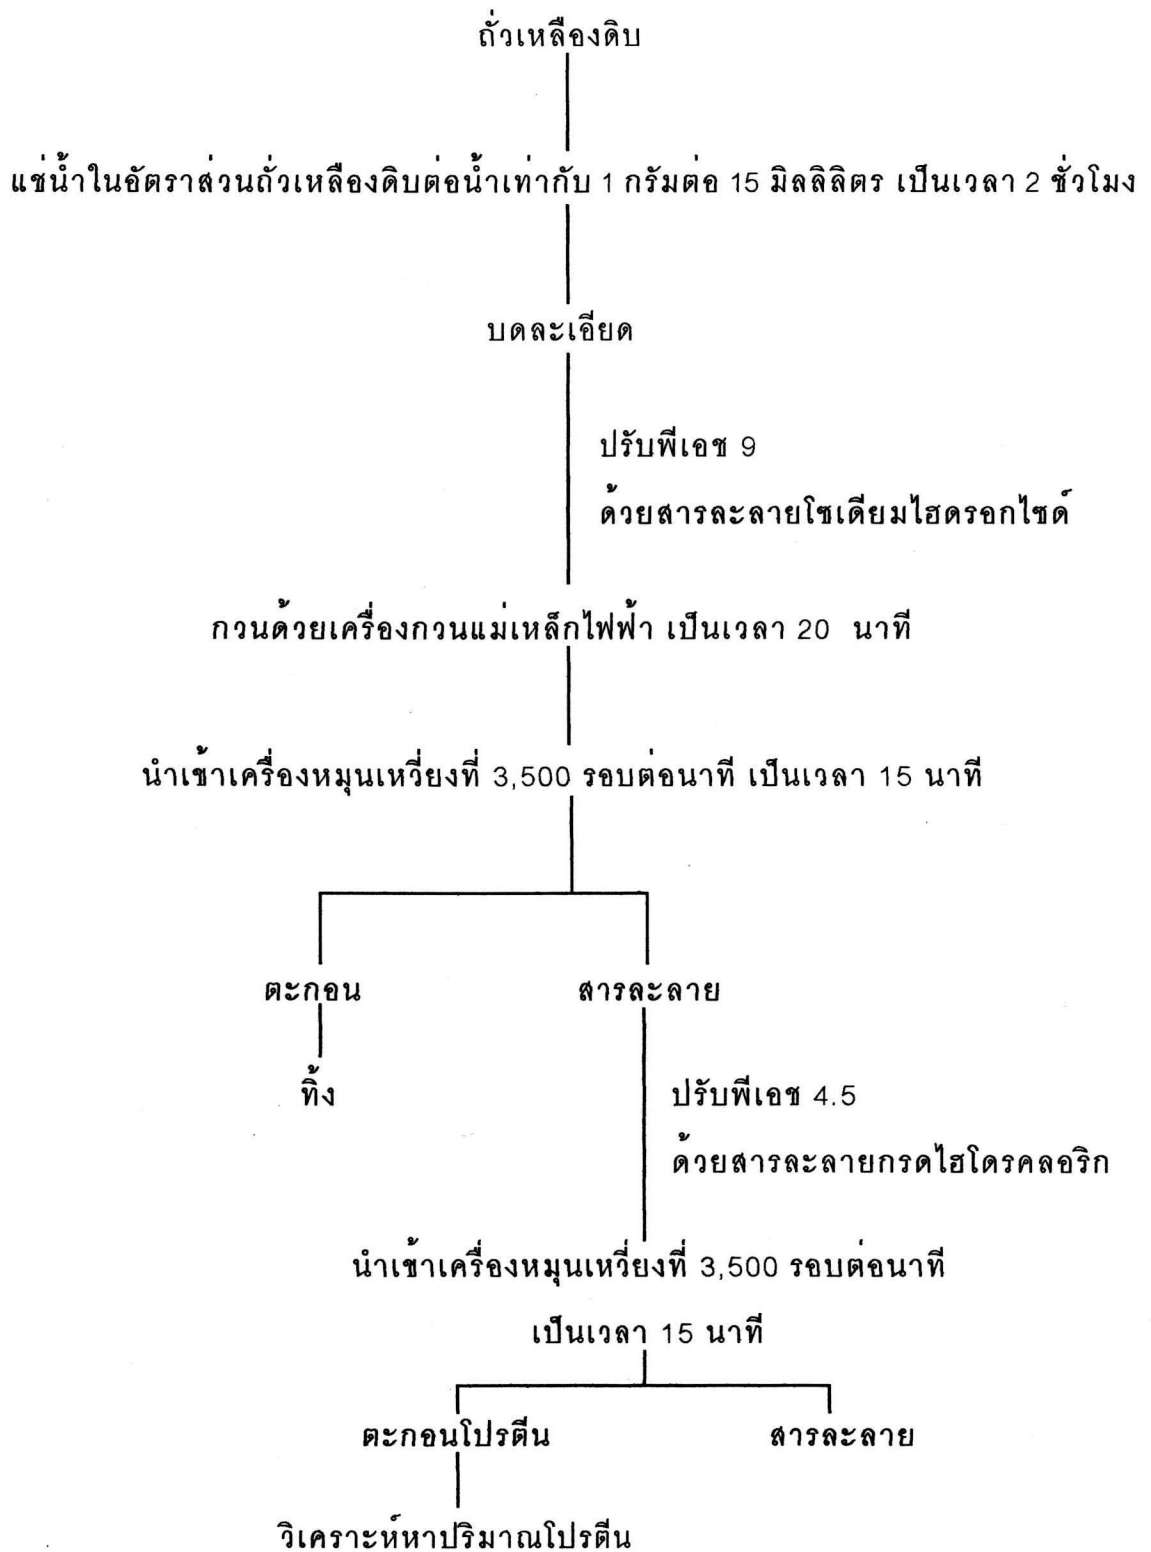 ถั่วเหลืองดิบ
แช่น้ำในอัตราส่วนถั่วเหลืองดิบต่อน้ำเท่ากับ 1 กรัมต่อ 15 มิลลิลิตร เป็นเวลา 2 ชั่วโมง
บดละเอียด
ปรับพีเอช 9
ด้วยสารละลายโซเดียมไฮดรอกไซด์
กวนด้วยเครื่องกวนแม่เหล็กไฟฟ้า เป็นเวลา 20 นาที
นำเข้าเครื่องหมุนเหวี่ยงที่ 3,500 รอบต่อนาที เป็นเวลา 15 นาที
ตะกอน สารละลาย
ทิ้ง ปรับพีเอช 4.5
ด้วยสารละลายกรดไฮโดรคลอริก
นำเข้าเครื่องหมุนเหวี่ยงที่ 3,500 รอบต่อนาที
เป็นเวลา 15 นาที
ตะกอนโปรตีน สารละลาย
วิเคราะห์หาปริมาณโปรตีน